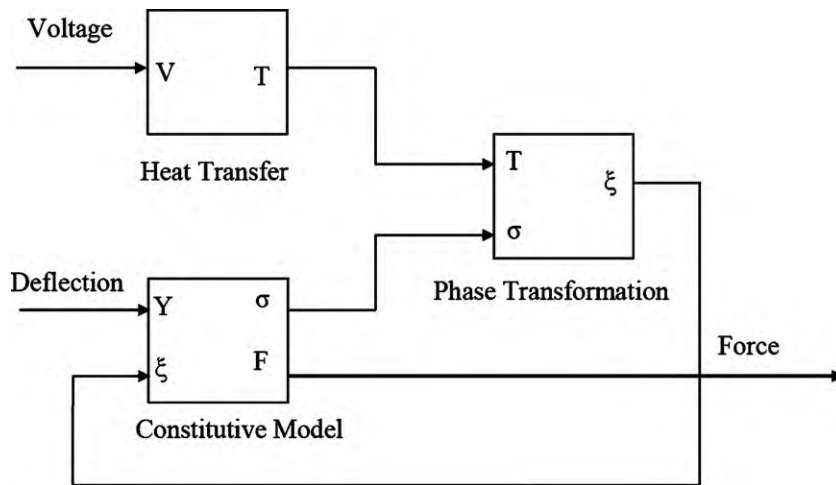 Voltage
V
T
Heat Transfer
T
ξ
σ
Phase Transformation
Deflection
Y
σ
ξ
F
Constitutive Model
Force